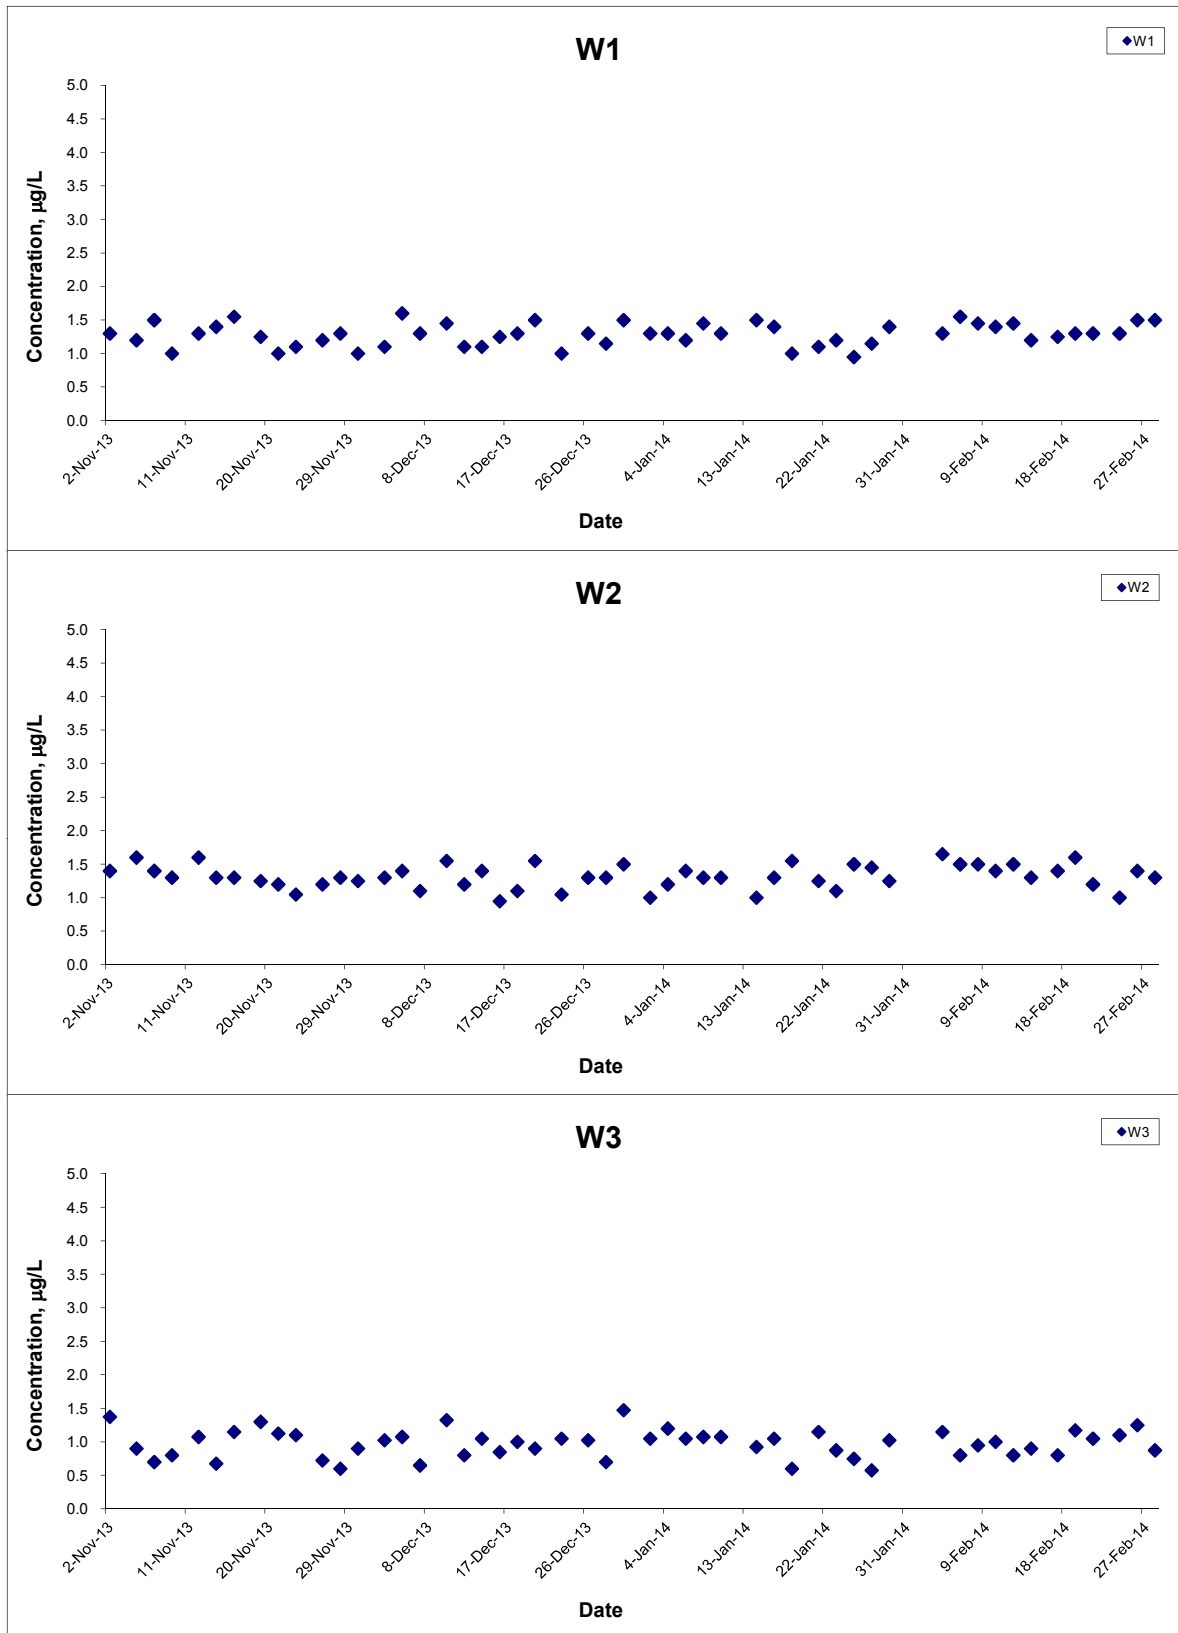 W1
W1
5.0
4.5
4.0
3.5
3.0
2.5
2.0
1.5
1.0
0.5
0.0
Concentration, µg/L
2-Nov-13
11-Nov-13
20-Nov-13
29-Nov-13
8-Dec-13
17-Dec-13
26-Dec-13
4-Jan-14
13-Jan-14
22-Jan-14
31-Jan-14
9-Feb-14
18-Feb-14
27-Feb-14
Date
W2
W2
5.0
4.5
4.0
3.5
3.0
2.5
2.0
1.5
1.0
0.5
0.0
Concentration, µg/L
2-Nov-13
11-Nov-13
20-Nov-13
29-Nov-13
8-Dec-13
17-Dec-13
26-Dec-13
4-Jan-14
13-Jan-14
22-Jan-14
31-Jan-14
9-Feb-14
18-Feb-14
27-Feb-14
Date
W3
W3
5.0
4.5
4.0
3.5
3.0
2.5
2.0
1.5
1.0
0.5
0.0
Concentration, µg/L
2-Nov-13
11-Nov-13
20-Nov-13
29-Nov-13
8-Dec-13
17-Dec-13
26-Dec-13
4-Jan-14
13-Jan-14
22-Jan-14
31-Jan-14
9-Feb-14
18-Feb-14
27-Feb-14
Date